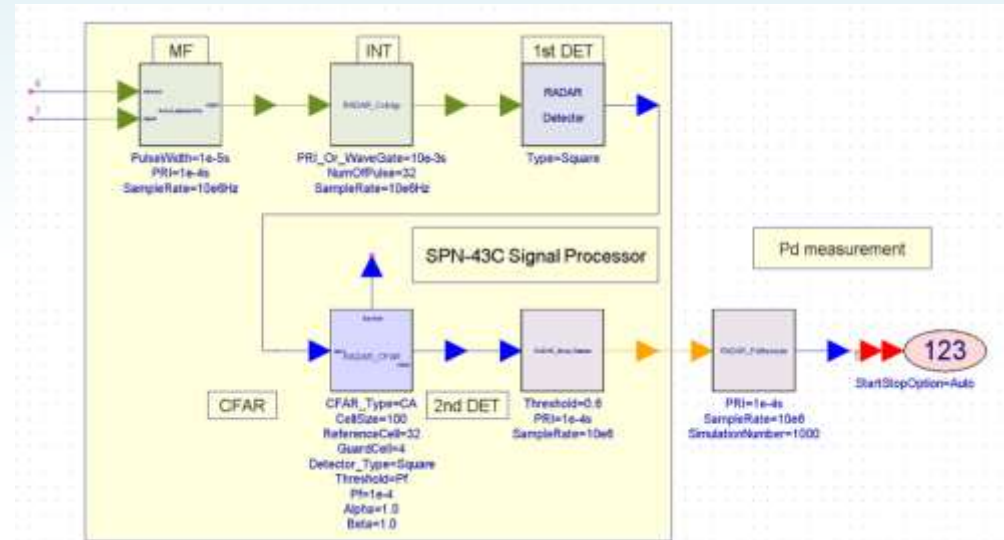 MF
INT
1st DET
RADAR
Detector
PulseWidth=1e-5s
PRI=1e-4s
SampleRate=10e6Hz
PRI_Or_WaveGate=10e-3s
NumOfPulse=32
SampleRate=10e6Hz
Type=Square
SPN-43C Signal Processor
Pd measurement
RADAR_CFAR
123
StartStopOption=Auto
CFAR
2nd DET
CFAR_Type=CA
CellSize=100
ReferenceCell=32
GuardCell=4
Detector_Type=Square
Threshold=Pf
Pf=1e-4
Alpha=1.0
Beta=1.0
Threshold=0.6
PRI=1e-4s
SampleRate=10e6
PRI=1e-4s
SampleRate=10e6
SimulationNumber=1000